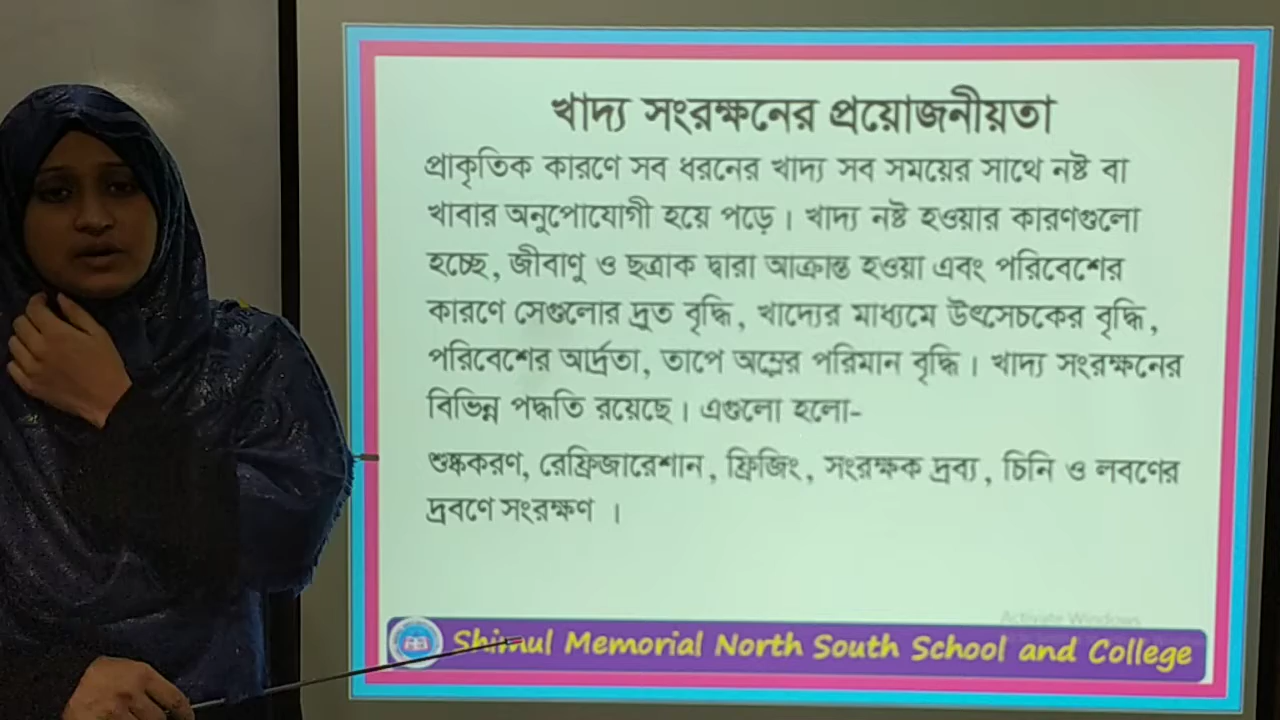 খাদ্য সংরক্ষনের প্রয়োজনীয়তা
প্রাকৃতিক কারণে সব ধরনের খাদ্য সব সময়ের সাথে নষ্ট বা
খাবার অনুপোযোগী হয়ে পড়ে। খাদ্য নষ্ট হওয়ার কারণগুলো
হচ্ছে, জীবাণু ও ছত্রাক দ্বারা আক্রান্ত হওয়া এবং পরিবেশের
কারণে সেগুলোর দ্রুত বৃদ্ধি, খাদ্যের মাধ্যমে উৎসেচকের বৃদ্ধি,
পরিবেশের আর্দ্রতা, তাপে অম্লের পরিমান বৃদ্ধি। খাদ্য সংরক্ষনের
বিভিন্ন পদ্ধতি রয়েছে। এগুলো হলো-
শুষ্ককরণ, রেফ্রিজারেশান, ফ্রিজিং, সংরক্ষক দ্রব্য, চিনি ও লবণের
দ্রবণে সংরক্ষণ ।
Activate Windows
Shimul Memorial North South School and College